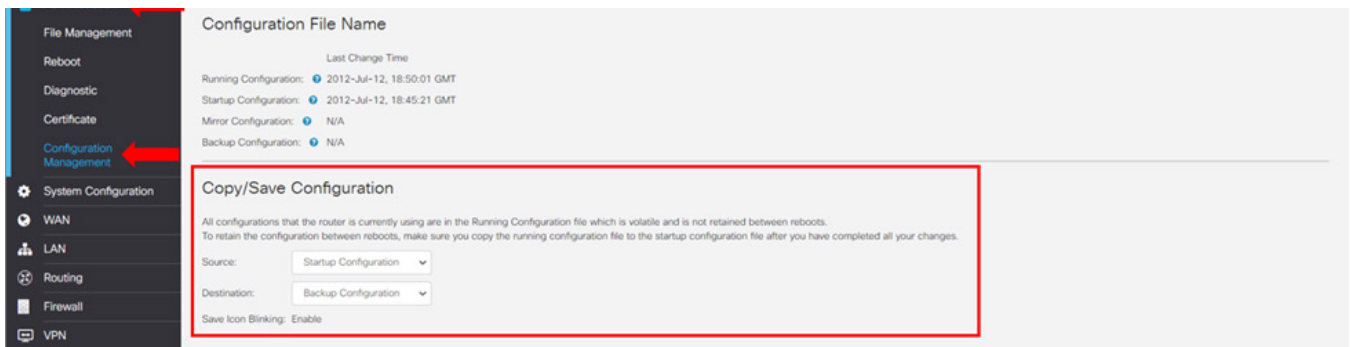 File Management
Reboot
Diagnostic
Certificate
Configuration
Management
System Configuration
WAN
LAN
Routing
Firewall
VPN
Configuration File Name
Last Change Time
Running Configuration: ? 2012-Jul-12, 18:50:01 GMT
Startup Configuration: ? 2012-Jul-12, 18:45:21 GMT
Mirror Configuration: ? N/A
Backup Configuration: ? N/A
Copy/Save Configuration
All configurations that the router is currently using are in the Running Configuration file which is volatile and is not retained between reboots.
To retain the configuration between reboots, make sure you copy the running configuration file to the startup configuration file after you have completed all your changes.
Source: Startup Configuration
Destination: Backup Configuration
Save Icon Blinking: Enable